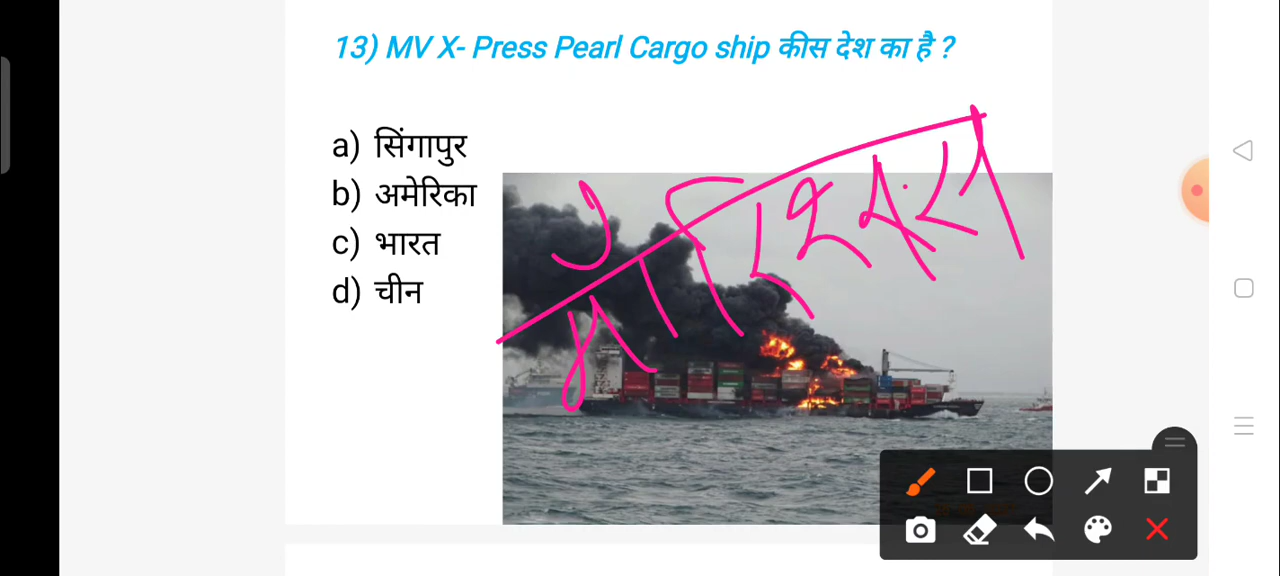 13) MV X- Press Pearl Cargo ship कीस देश का है ?
a) सिंगापुर
b) अमेरिका
c) भारत
d) चीन